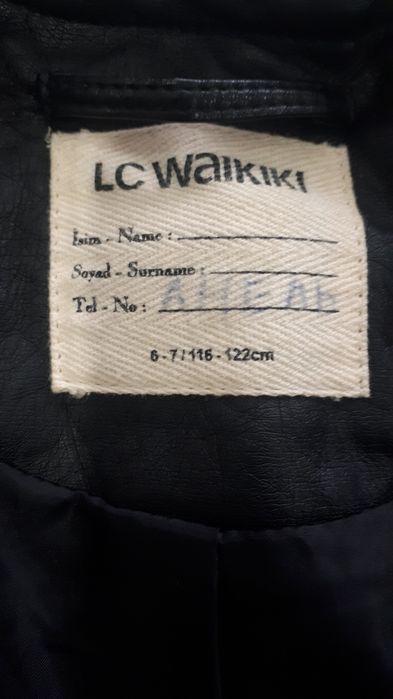 LC WAIKIKI
İsim - Name :
Soyad - Surname :
Tel - No :
6 - 7 / 116 - 122cm